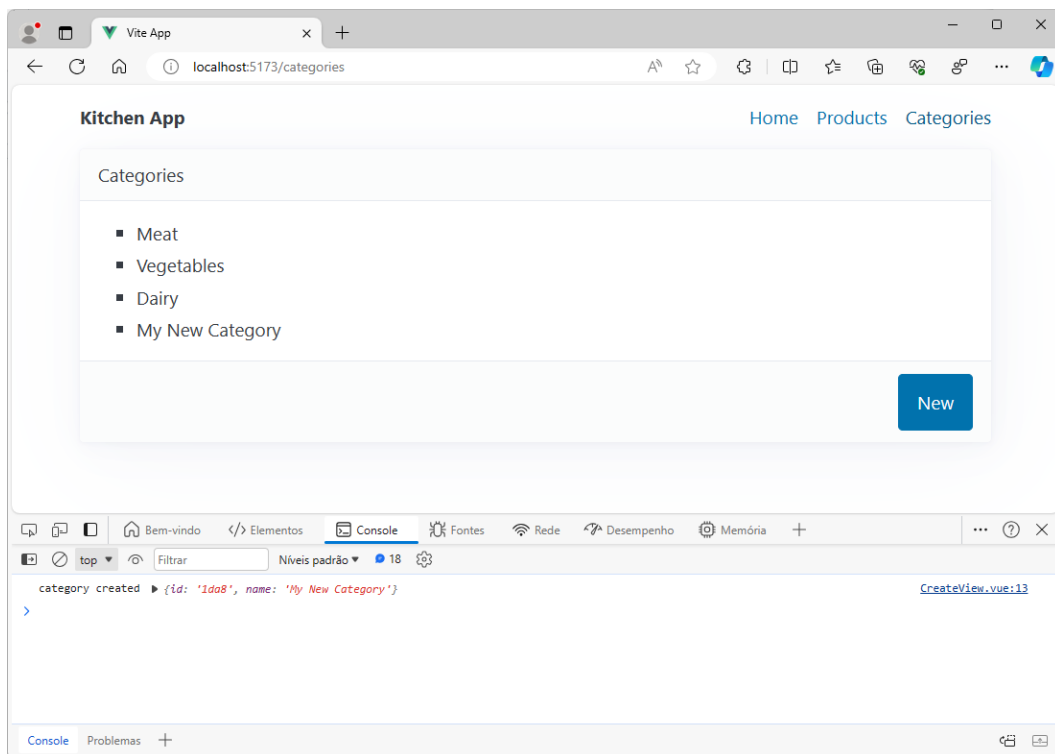 Vite App
localhost:5173/categories
Kitchen App
Home Products Categories
Categories
Meat
Vegetables
Dairy
My New Category
New
Bem-vindo </> Elementos Console Fontes Rede Desempenho Memória
top Filtrar Níveis padrão 18
category created {id: '1da8', name: 'My New Category'} CreateView.vue:13
>
Console Problemas